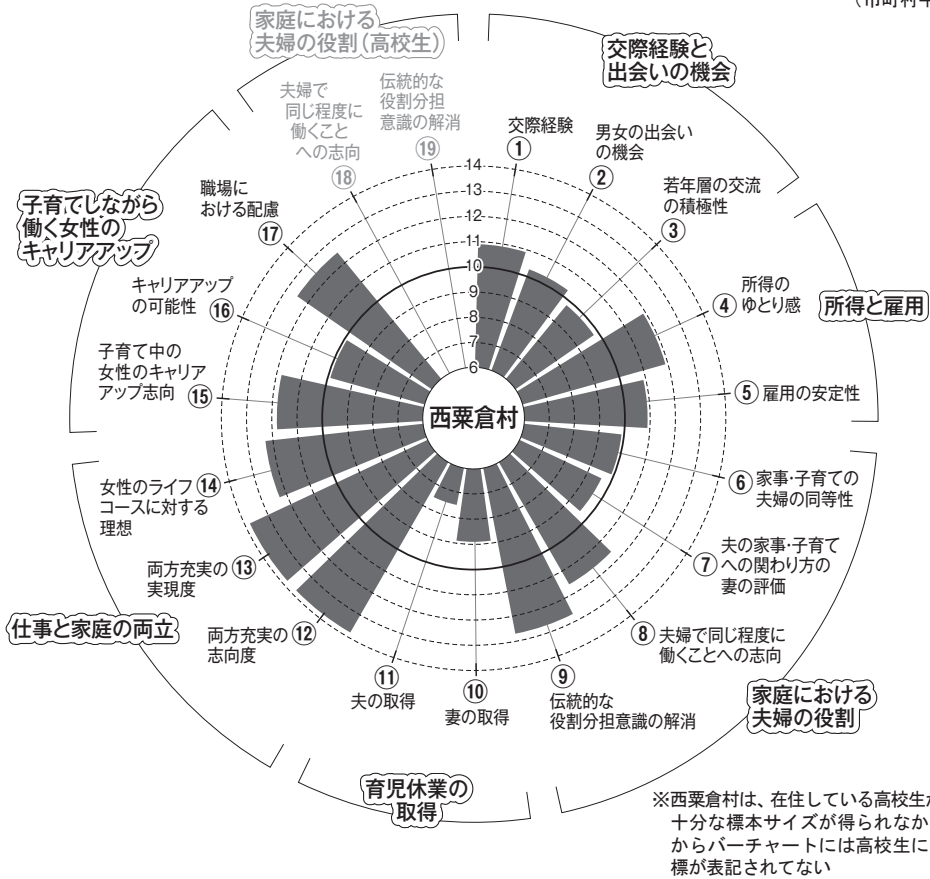 (市町村平
家庭における
夫婦の役割(高校生)
交際経験と
出会いの機会
夫婦で
同じ程度に
働くこと
への志向
⑱
伝統的な
役割分担
意識の解消
⑲
交際経験
①
男女の出会い
の機会
②
若年層の交流
の積極性
③
職場に
おける配慮
⑰
子育てしながら
働く女性の
キャリアアップ
キャリアアップ
の可能性 ⑯
子育て中の
女性のキャリア
アップ志向 ⑮
14
13
12
11
10
9
8
7
6
④ 所得の
ゆとり感
所得と雇用
⑤ 雇用の安定性
西粟倉村
⑥ 家事・子育ての
夫婦の同等性
⑦ 夫の家事・子育て
への関わり方の
妻の評価
⑧ 夫婦で同じ程度に
働くことへの志向
⑨
伝統的な
役割分担意識の解消
家庭における
夫婦の役割
⑩
妻の取得
⑪
夫の取得
育児休業の
取得
両方充実の ⑫
志向度
両方充実の ⑬
実現度
女性のライフ ⑭
コースに対する
理想
仕事と家庭の両立
※西粟倉村は、在住している高校生が
十分な標本サイズが得られなか
からバーチャートには高校生に
標が表記されてない